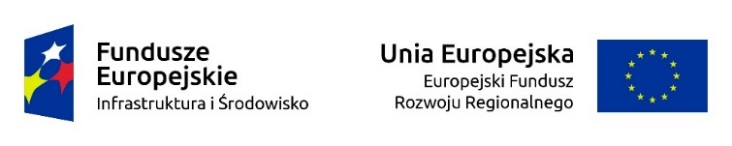 Fundusze
Europejskie
Infrastruktura i Środowisko
Unia Europejska
Europejski Fundusz
Rozwoju Regionalnego